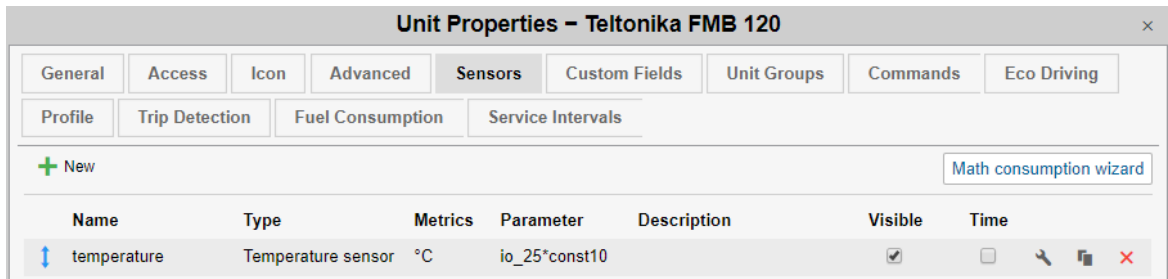 Unit Properties – Teltonika FMB 120 ×
General Access Icon Advanced Sensors Custom Fields Unit Groups Commands Eco Driving
Profile Trip Detection Fuel Consumption Service Intervals
New Math consumption wizard
Name Type Metrics Parameter Description Visible Time
temperature Temperature sensor °C io_25*const10